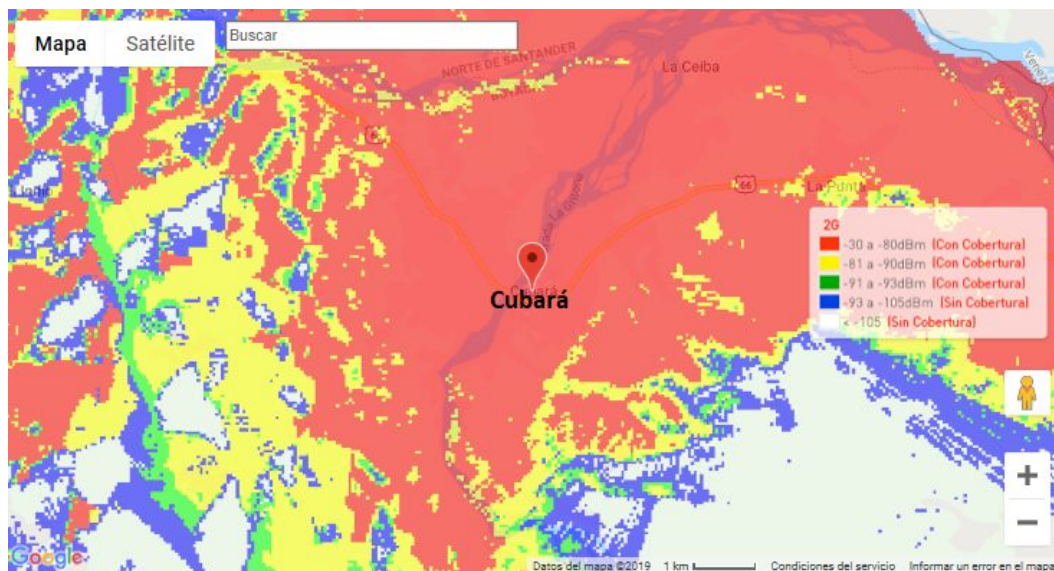 Mapa
Satélite
Buscar
NORTE DE SANTANDER
BOYAC
La Ceiba
66
La Punta
2G
-30 a -80dBm (Con Cobertura)
-81 a -90dBm (Con Cobertura)
-91 a -93dBm (Con Cobertura)
-93 a -105dBm (Sin Cobertura)
< -105 (Sin Cobertura)
Cubará
Cubará
Google
Datos del mapa ©2019
1 km
Condiciones del servicio
Informar un error en el mapa